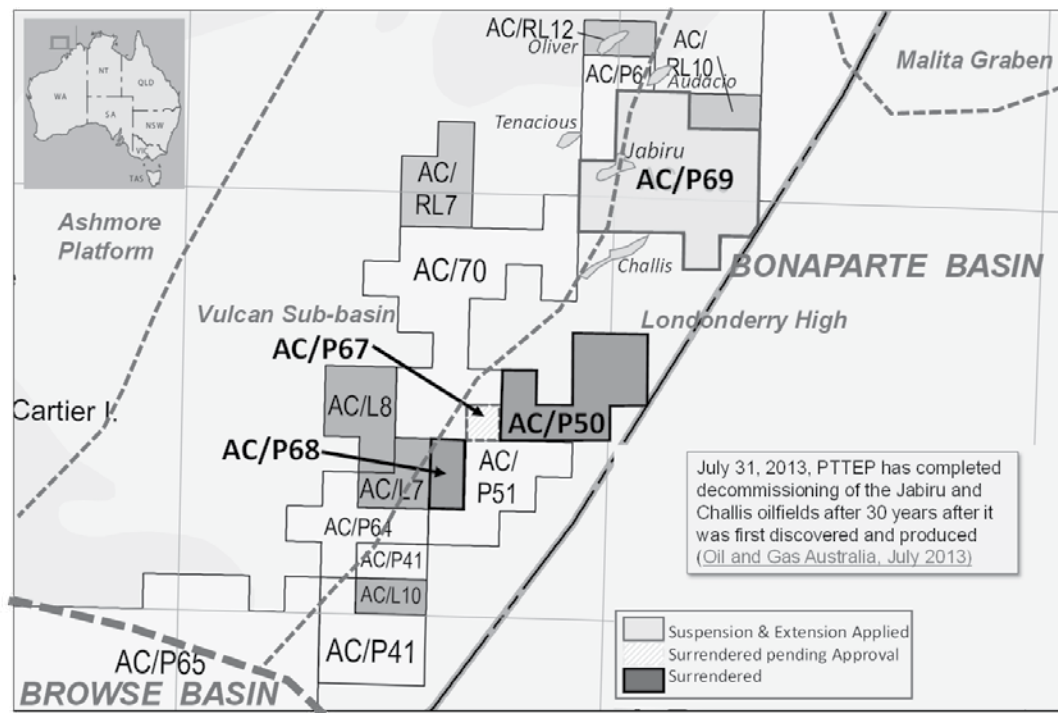 NT
WA
QLD
SA
NSW
VIC
TAS
AC/RL12
Oliver
AC/
RL10
Audacio
AC/P61
Malita Graben
Tenacious
Jabiru
AC/P69
AC/
RL7
Ashmore
Platform
AC/70
Challis
BONAPARTE BASIN
Vulcan Sub-basin
Londonderry High
AC/P67
Cartier I.
AC/L8
AC/P50
AC/P68
AC/
P51
AC/L7
AC/P64
AC/P41
AC/L10
AC/P41
AC/P65
BROWSE BASIN
July 31, 2013, PTTEP has completed
decommissioning of the Jabiru and
Challis oilfields after 30 years after it
was first discovered and produced
(Oil and Gas Australia, July 2013)
Suspension & Extension Applied
Surrendered pending Approval
Surrendered